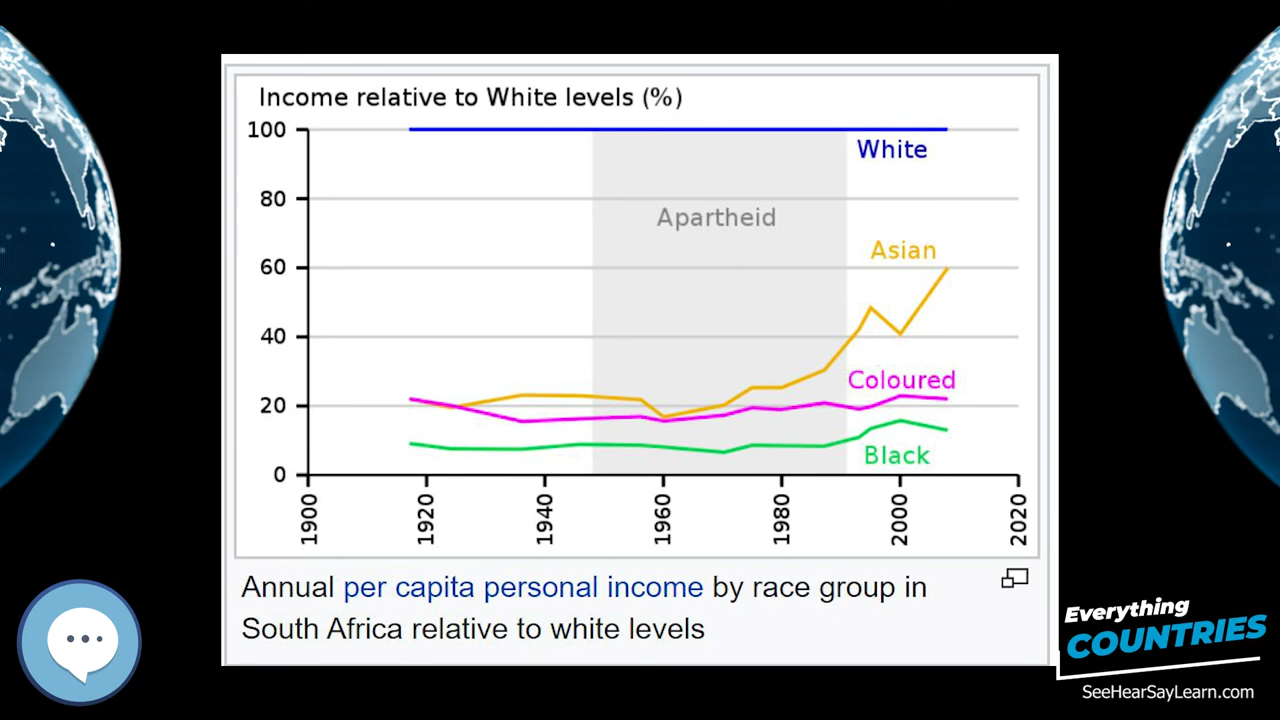 Income relative to White levels (%)
100
White
80
Apartheid
Asian
60
40
Coloured
20
Black
0
1900 1920 1940 1960 1980 2000 2020
Annual per capita personal income by race group in
South Africa relative to white levels
Everything
COUNTRIES
SeeHearSayLearn.com